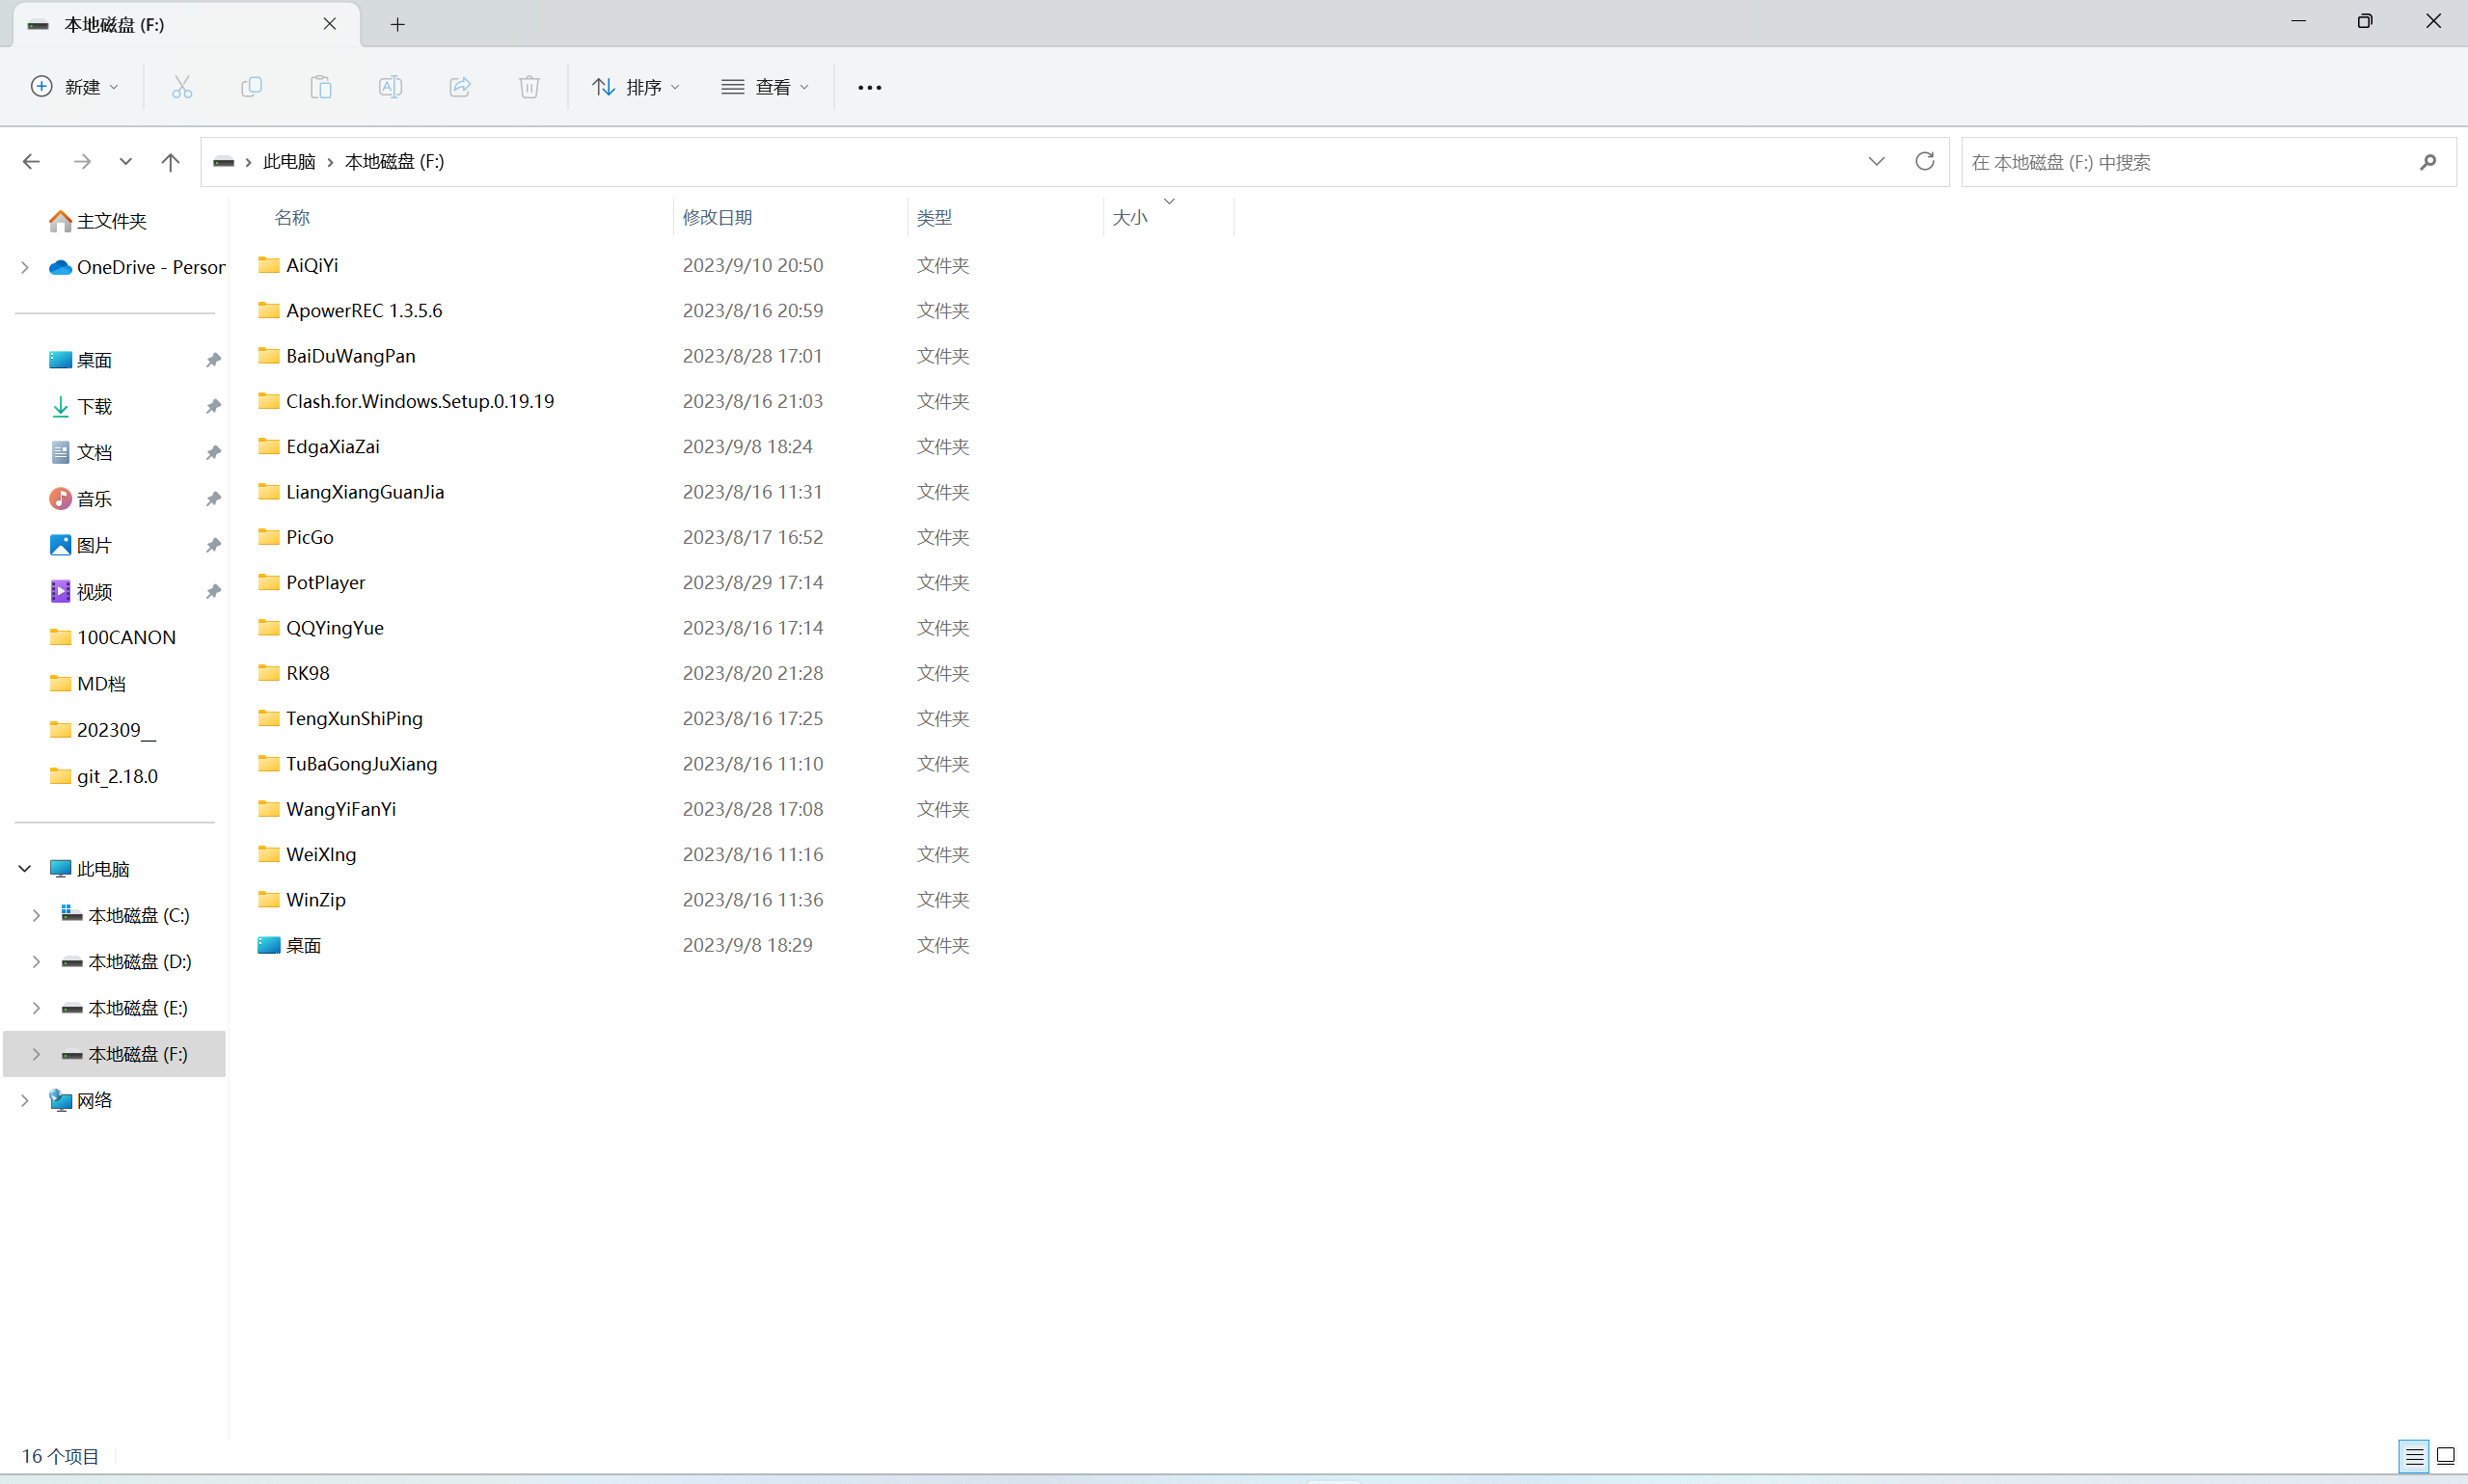 本地磁盘 (F:)
新建 排序 查看
此电脑 本地磁盘 (F:) 在 本地磁盘 (F:) 中搜索
主文件夹
OneDrive - Person
桌面
下载
文档
音乐
图片
视频
100CANON
MD档
202309__
git_2.18.0
此电脑
本地磁盘 (C:)
本地磁盘 (D:)
本地磁盘 (E:)
本地磁盘 (F:)
网络
名称 修改日期 类型 大小
AiQiYi 2023/9/10 20:50 文件夹
ApowerREC 1.3.5.6 2023/8/16 20:59 文件夹
BaiDuWangPan 2023/8/28 17:01 文件夹
Clash.for.Windows.Setup.0.19.19 2023/8/16 21:03 文件夹
EdgaXiaZai 2023/9/8 18:24 文件夹
LiangXiangGuanJia 2023/8/16 11:31 文件夹
PicGo 2023/8/17 16:52 文件夹
PotPlayer 2023/8/29 17:14 文件夹
QQYingYue 2023/8/16 17:14 文件夹
RK98 2023/8/20 21:28 文件夹
TengXunShiPing 2023/8/16 17:25 文件夹
TuBaGongJuXiang 2023/8/16 11:10 文件夹
WangYiFanYi 2023/8/28 17:08 文件夹
WeiXIng 2023/8/16 11:16 文件夹
WinZip 2023/8/16 11:36 文件夹
桌面 2023/9/8 18:29 文件夹
16 个项目